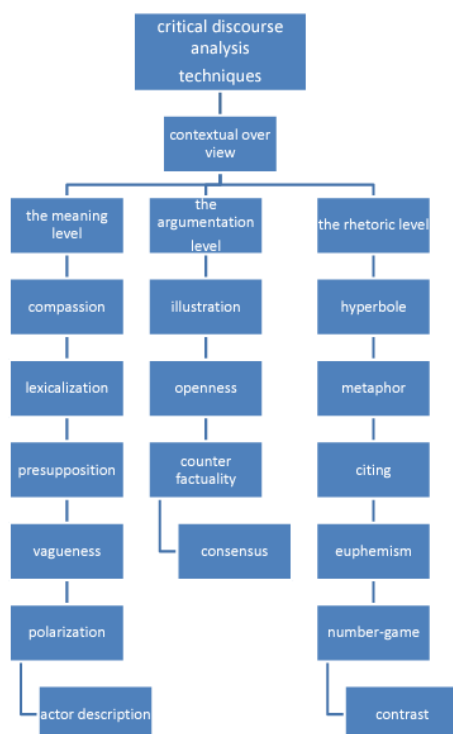 critical discourse
analysis
techniques
contextual over
view
the meaning
level
compassion
lexicalization
presupposition
vagueness
polarization
actor description
the
argumentation
level
illustration
openness
counter
factuality
consensus
the rhetoric level
hyperbole
metaphor
citing
euphemism
number-game
contrast